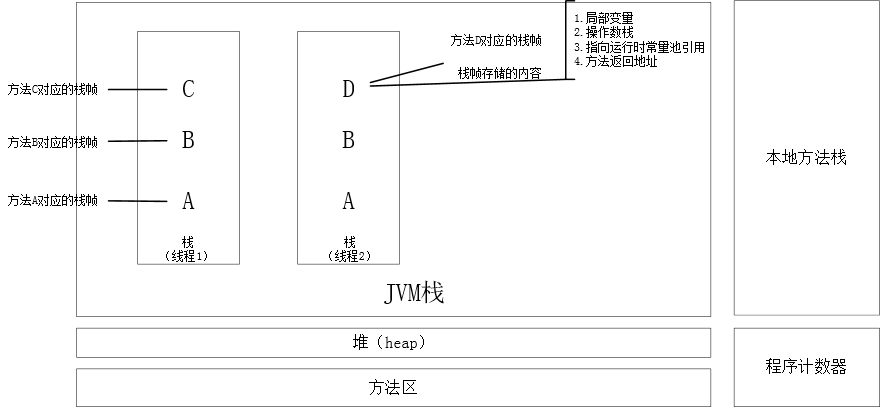 方法C对应的栈帧
方法B对应的栈帧
方法A对应的栈帧
C
B
A
栈
（线程1）
D
B
A
栈
（线程2）
方法D对应的栈帧
栈帧存储的内容
1.局部变量
2.操作数栈
3.指向运行时常量池引用
4.方法返回地址
JVM栈
本地方法栈
堆（heap）
方法区
程序计数器